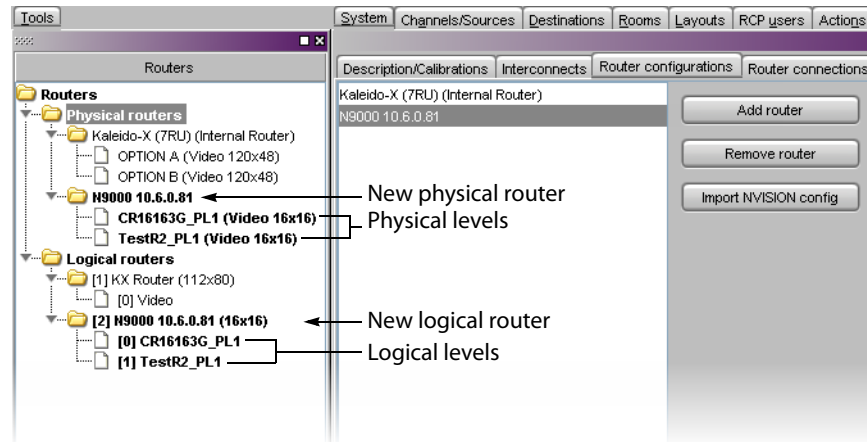 Tools
System Channels/Sources Destinations Rooms Layouts RCP users Actions
Routers
Description/Calibrations Interconnects Router configurations Router connections
Routers
Physical routers
Kaleido-X (7RU) (Internal Router)
OPTION A (Video 120x48)
OPTION B (Video 120x48)
N9000 10.6.0.81
CR16163G_PL1 (Video 16x16)
TestR2_PL1 (Video 16x16)
Logical routers
[1] KX Router (112x80)
[0] Video
[2] N9000 10.6.0.81 (16x16)
[0] CR16163G_PL1
[1] TestR2_PL1
New physical router
Physical levels
New logical router
Logical levels
Kaleido-X (7RU) (Internal Router)
N9000 10.6.0.81
Add router
Remove router
Import NVISION config